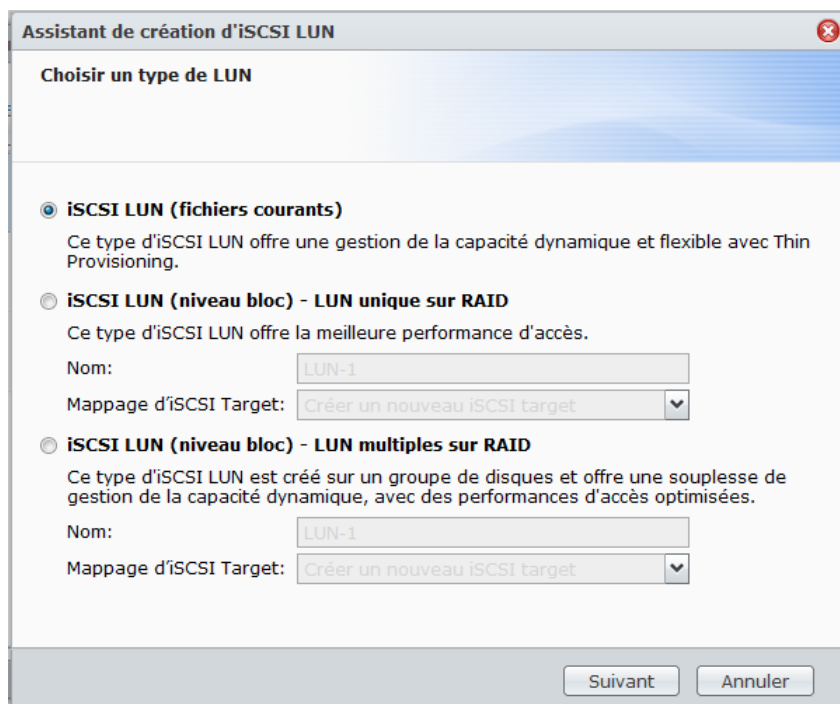 Assistant de création d'iSCSI LUN
Choisir un type de LUN
iSCSI LUN (fichiers courants)
Ce type d'iSCSI LUN offre une gestion de la capacité dynamique et flexible avec Thin
Provisioning.
iSCSI LUN (niveau bloc) - LUN unique sur RAID
Ce type d'iSCSI LUN offre la meilleure performance d'accès.
Nom: LUN-1
Mappage d'iSCSI Target: Créer un nouveau iSCSI target
iSCSI LUN (niveau bloc) - LUN multiples sur RAID
Ce type d'iSCSI LUN est créé sur un groupe de disques et offre une souplesse de
gestion de la capacité dynamique, avec des performances d'accès optimisées.
Nom: LUN-1
Mappage d'iSCSI Target: Créer un nouveau iSCSI target
Suivant Annuler